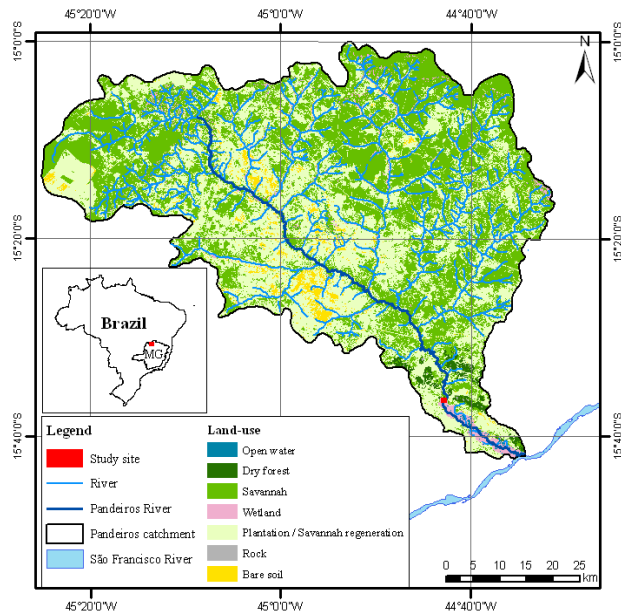 45°20'0"W 45°0'0"W 44°40'0"W
15°0'0"S 15°0'0"S
N
15°20'0"S 15°20'0"S
Brazil
MG
15°40'0"S 15°40'0"S
Legend
Study site
River
Pandeiros River
Pandeiros catchment
São Francisco River
Land-use
Open water
Dry forest
Savannah
Wetland
Plantation / Savannah regeneration
Rock
Bare soil
0 5 10 15 20 25
km
45°20'0"W 45°0'0"W 44°40'0"W